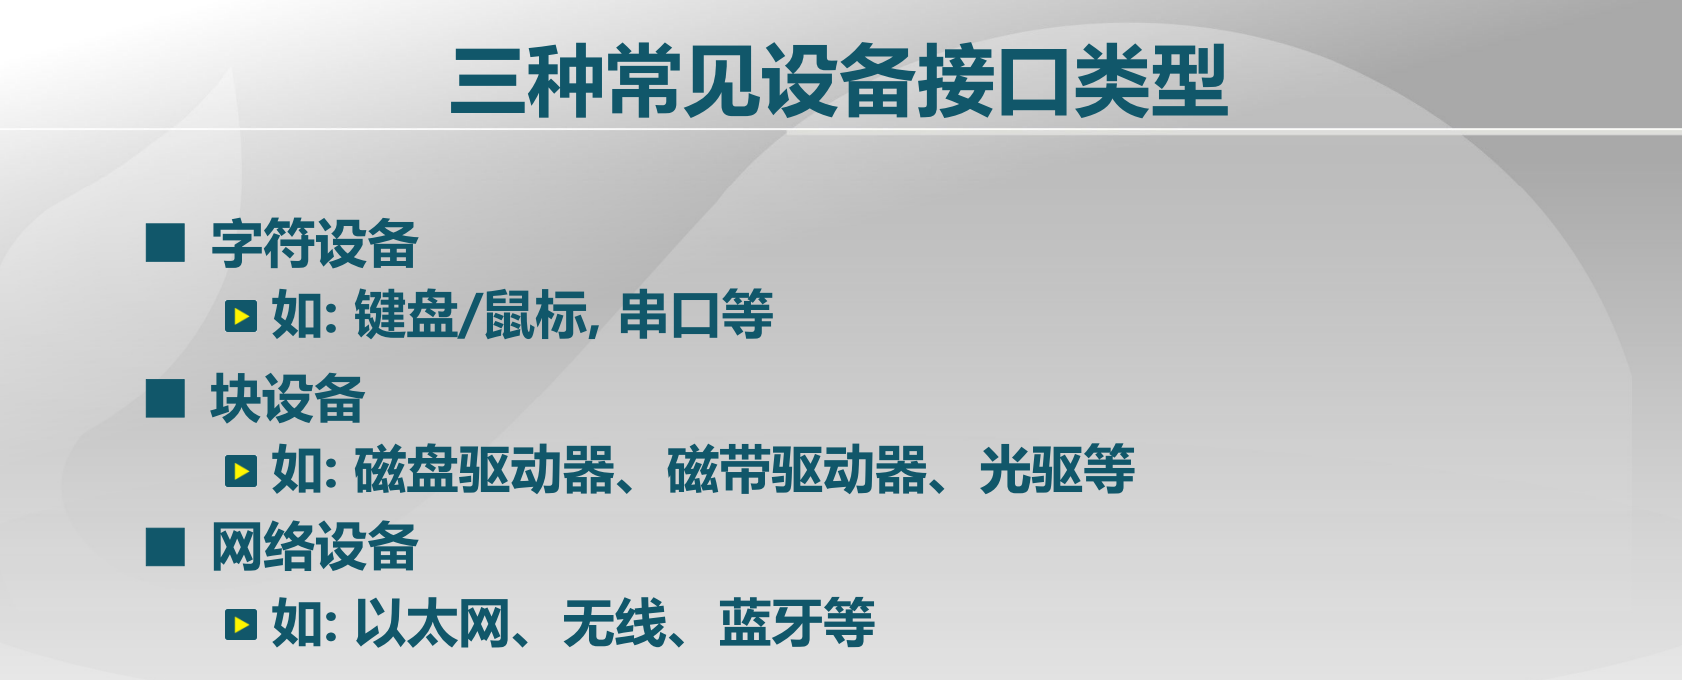 三种常见设备接口类型
字符设备
如: 键盘/鼠标, 串口等
块设备
如: 磁盘驱动器、磁带驱动器、光驱等
网络设备
如: 以太网、无线、蓝牙等